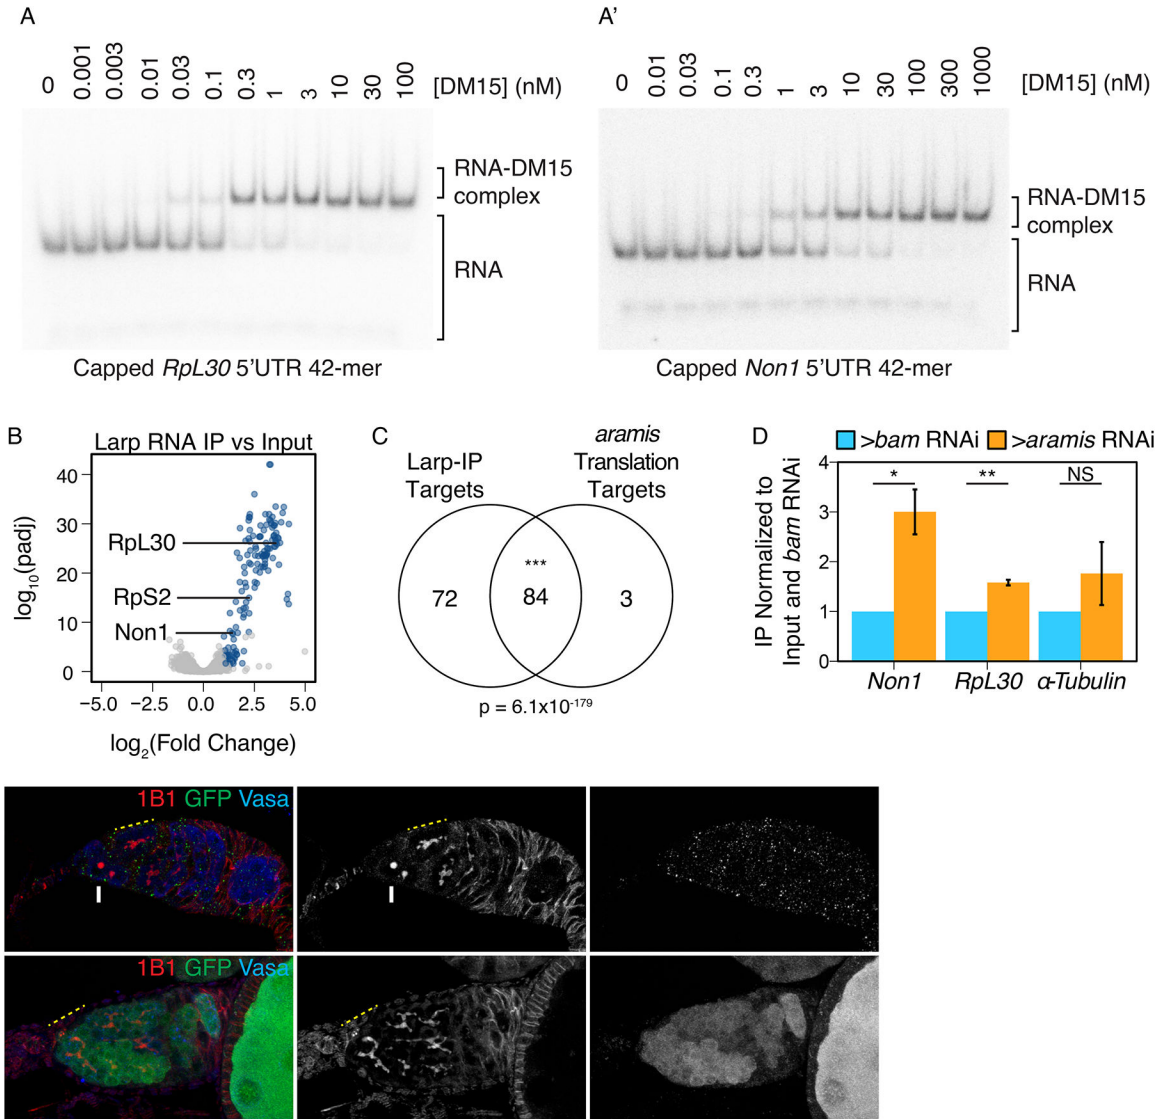 A
0 0.001 0.003 0.01 0.03 0.1 0.3 1 3 10 30 100 [DM15] (nM)
RNA-DM15
complex
RNA
Capped RpL30 5’UTR 42-mer
A’
0 0.01 0.03 0.1 0.3 1 3 10 30 100 300 1000 [DM15] (nM)
RNA-DM15
complex
RNA
Capped Non1 5’UTR 42-mer
B
Larp RNA IP vs Input
log10(padj)
40
30
20
10
0
RpL30
RpS2
Non1
−5.0 −2.5 0.0 2.5 5.0
log2(Fold Change)
C
Larp-IP
Targets
aramis
Translation
Targets
***
72 84 3
p = 6.1x10-179
D
>bam RNAi >aramis RNAi
IP Normalized to
Input and bam RNAi
4
3
2
1
0
* ** NS
Non1 RpL30 α-Tubulin
1B1 GFP Vasa
1B1 GFP Vasa